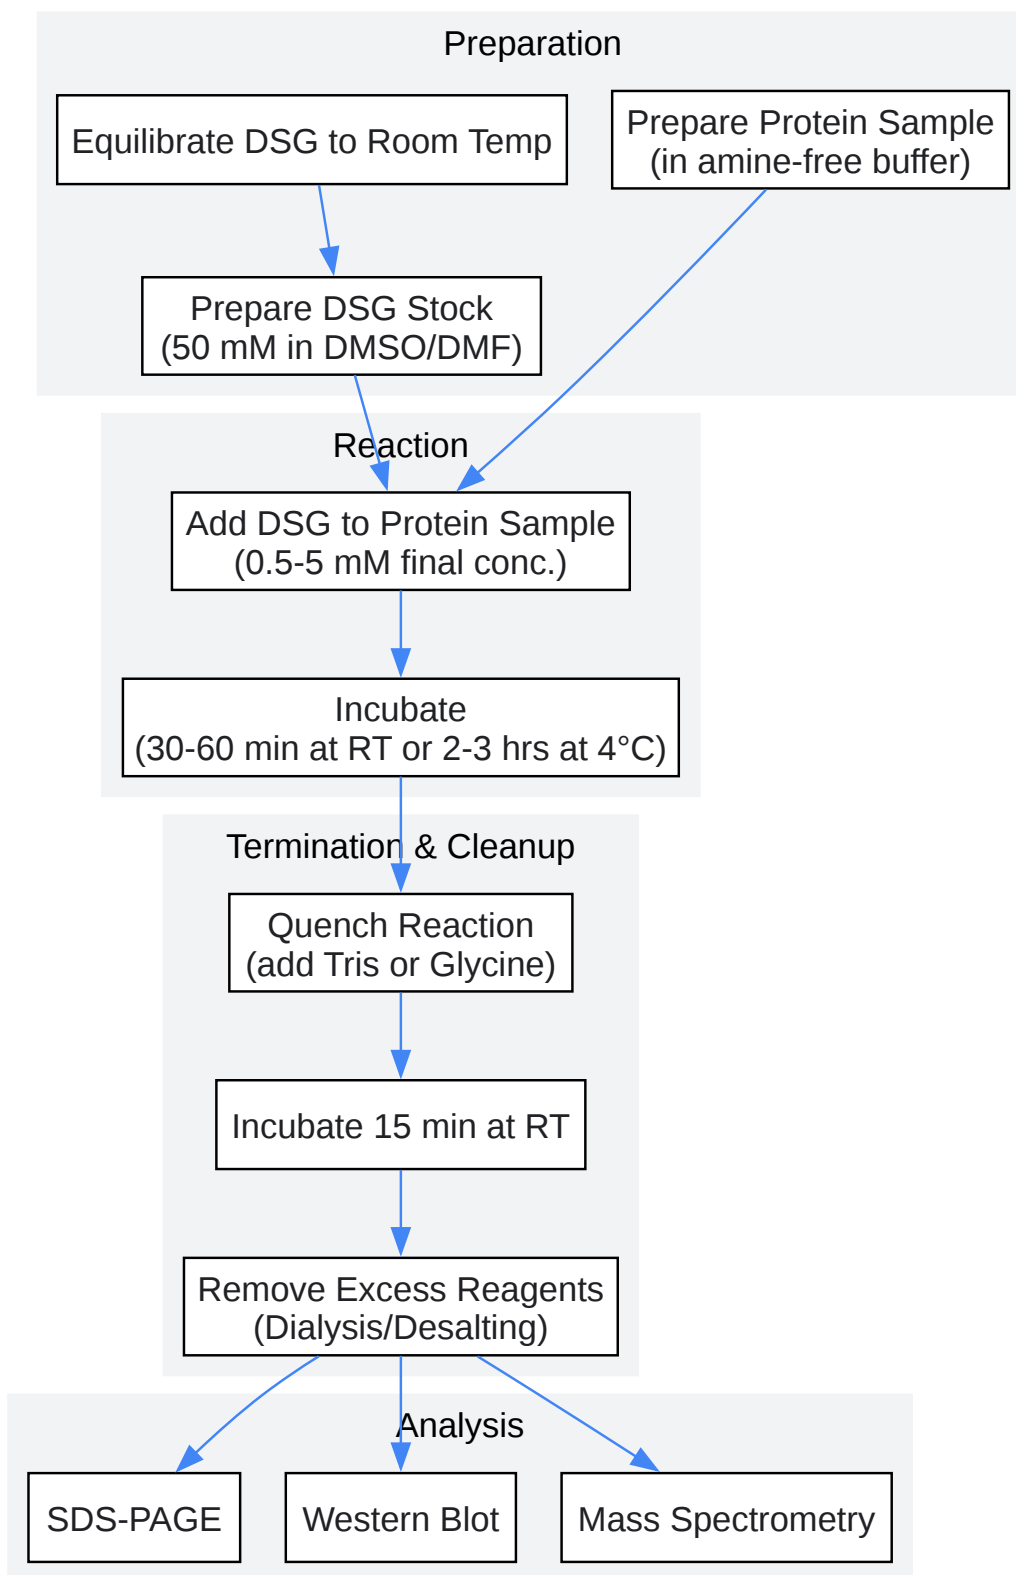 Preparation
Equilibrate DSG to Room Temp
Prepare Protein Sample
(in amine-free buffer)
Prepare DSG Stock
(50 mM in DMSO/DMF)
Reaction
Add DSG to Protein Sample
(0.5-5 mM final conc.)
Incubate
(30-60 min at RT or 2-3 hrs at 4°C)
Termination & Cleanup
Quench Reaction
(add Tris or Glycine)
Incubate 15 min at RT
Remove Excess Reagents
(Dialysis/Desalting)
Analysis
SDS-PAGE
Western Blot
Mass Spectrometry